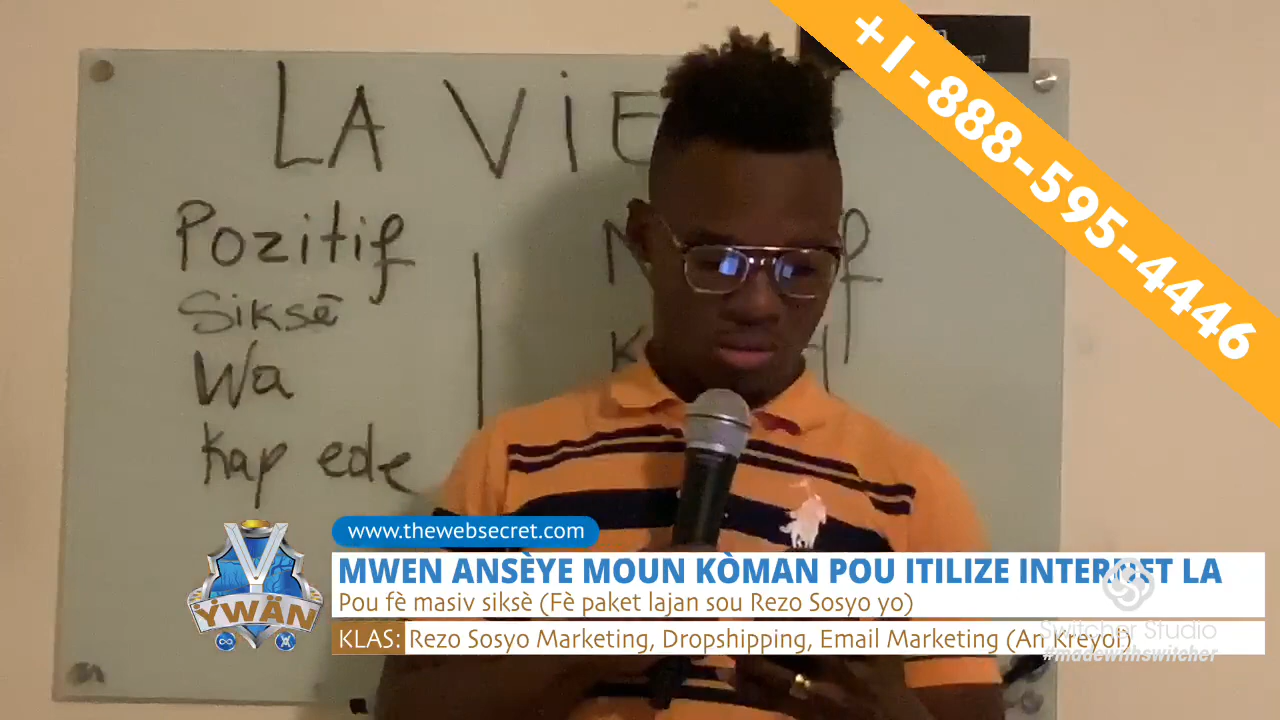 +1-888-595-4446
LA ViE
Pozitif
Siksē
Wa
Kap ede
www.thewebsecret.com
MWEN ANSÈYE MOUN KÒMAN POU ITILIZE INTERNET LA
Pou fè masiv siksè (Fè paket lajan sou Rezo Sosyo yo)
KLAS: Rezo Sosyo Marketing, Dropshipping, Email Marketing (An Kreyol)
YWÄN
Switcher Studio
#madewithswitcher